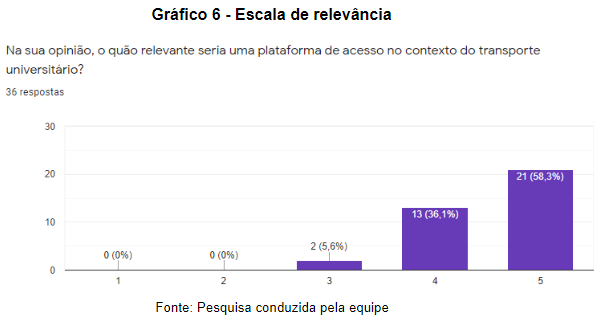 Gráfico 6 - Escala de relevância
Na sua opinião, o quão relevante seria uma plataforma de acesso no contexto do transporte
universitário?
36 respostas
30
20
10
0
0 (0%)
0 (0%)
2 (5,6%)
13 (36,1%)
21 (58,3%)
1
2
3
4
5
Fonte: Pesquisa conduzida pela equipe